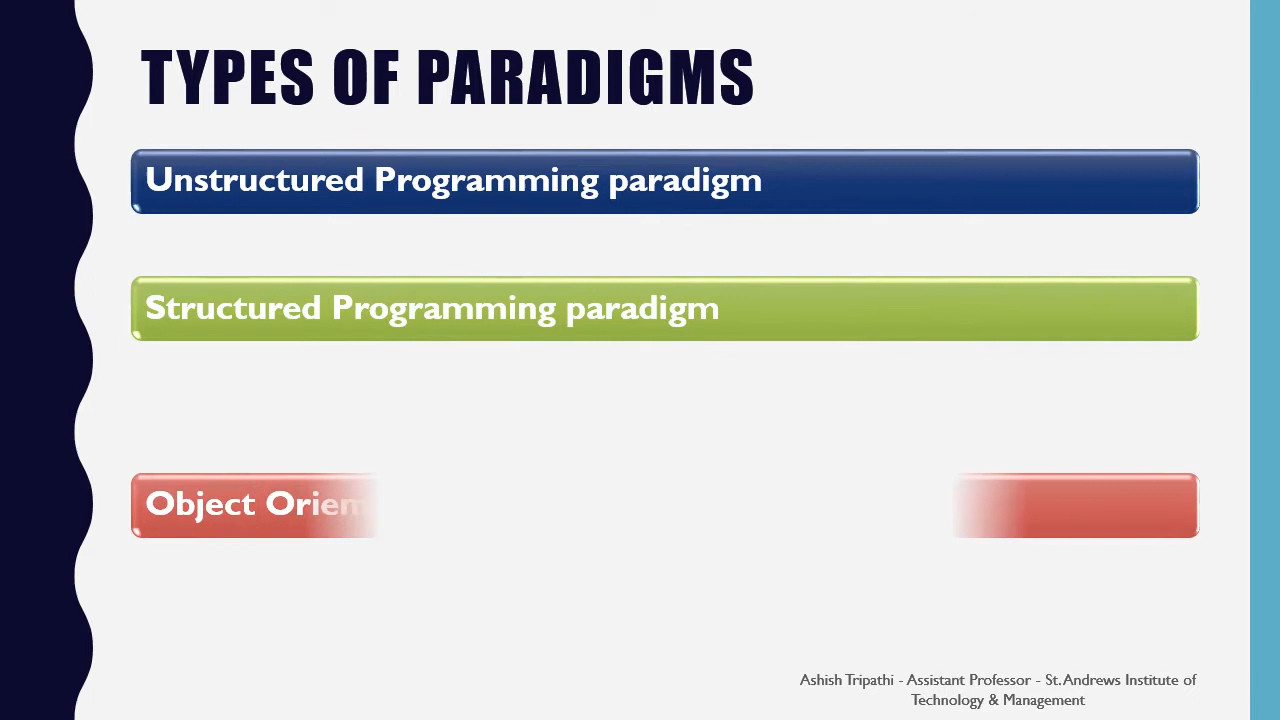 TYPES OF PARADIGMS
Unstructured Programming paradigm
Structured Programming paradigm
Object
Ashish Tripathi - Assistant Professor - St. Andrews Institute of
Technology & Management